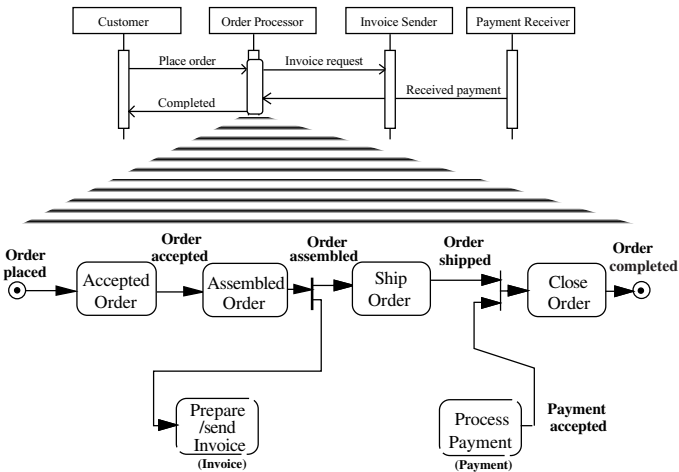 Customer
Order Processor
Invoice Sender
Payment Receiver
Place order
Invoice request
Received payment
Completed
Order
placed
Order
accepted
Order
assembled
Order
shipped
Order
completed
Accepted
Order
Assembled
Order
Ship
Order
Close
Order
Prepare
/send
Invoice
(Invoice)
Process
Payment
(Payment)
Payment
accepted